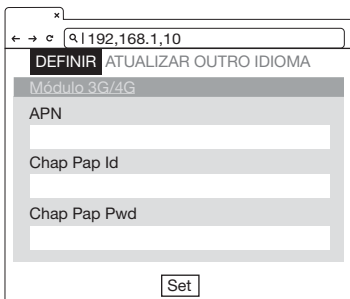 192,168.1,10
DEFINIR ATUALIZAR OUTRO IDIOMA
Módulo 3G/4G
APN
Chap Pap Id
Chap Pap Pwd
Set